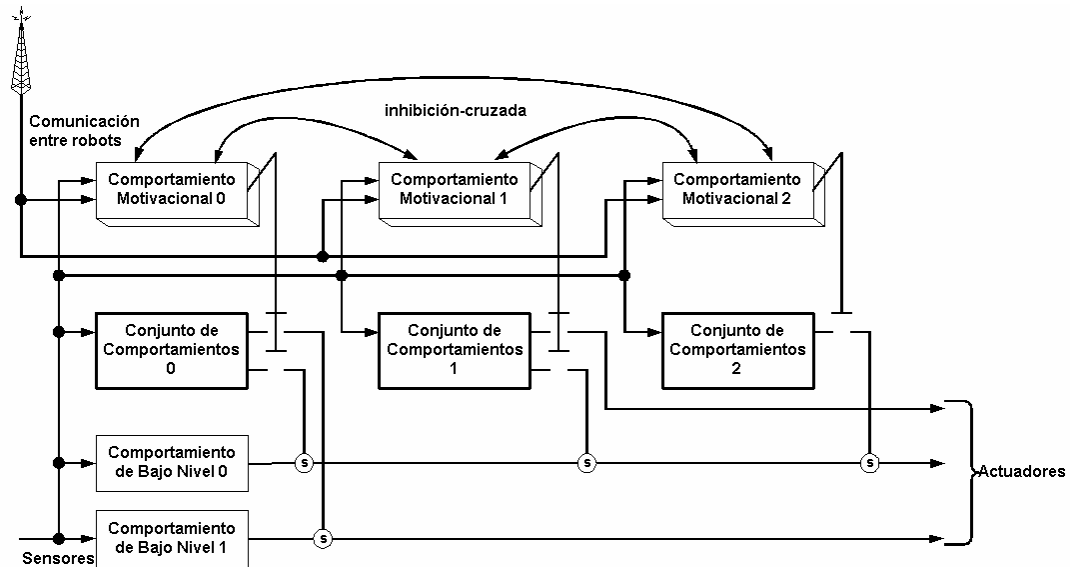 Comunicación
entre robots
inhibición-cruzada
Comportamiento
Motivacional 0
Comportamiento
Motivacional 1
Comportamiento
Motivacional 2
Conjunto de
Comportamientos
0
Conjunto de
Comportamientos
1
Conjunto de
Comportamientos
2
Comportamiento
de Bajo Nivel 0
s
s
s
Actuadores
Comportamiento
de Bajo Nivel 1
s
Sensores